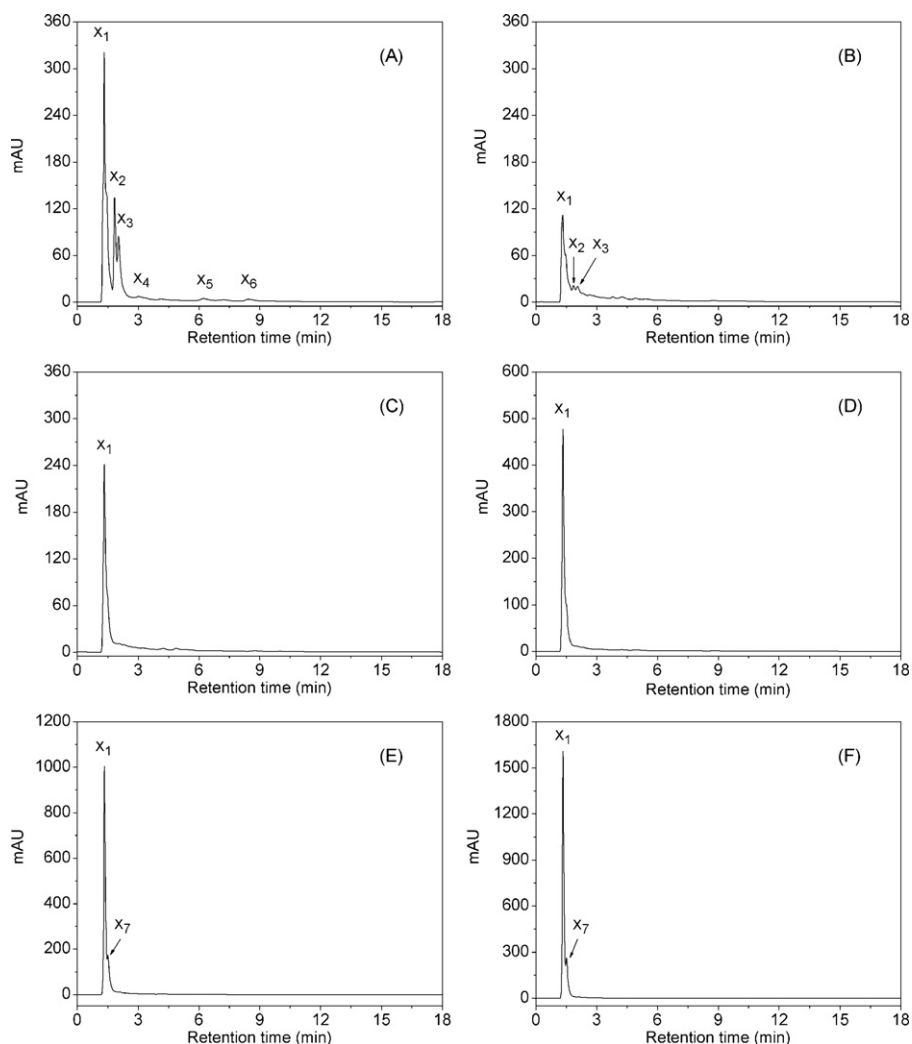 360
300
240
180
120
60
0
mAU
x1
x2
x3
x4
x5
x6
(A)
0 3 6 9 12 15 18
Retention time (min)
360
300
240
180
120
60
0
mAU
x1
x2
x3
(B)
0 3 6 9 12 15 18
Retention time (min)
360
300
240
180
120
60
0
mAU
x1
(C)
0 3 6 9 12 15 18
Retention time (min)
600
500
400
300
200
100
0
mAU
x1
(D)
0 3 6 9 12 15 18
Retention time (min)
1200
1000
800
600
400
200
0
mAU
x1
x7
(E)
0 3 6 9 12 15 18
Retention time (min)
1800
1500
1200
900
600
300
0
mAU
x1
x7
(F)
0 3 6 9 12 15 18
Retention time (min)